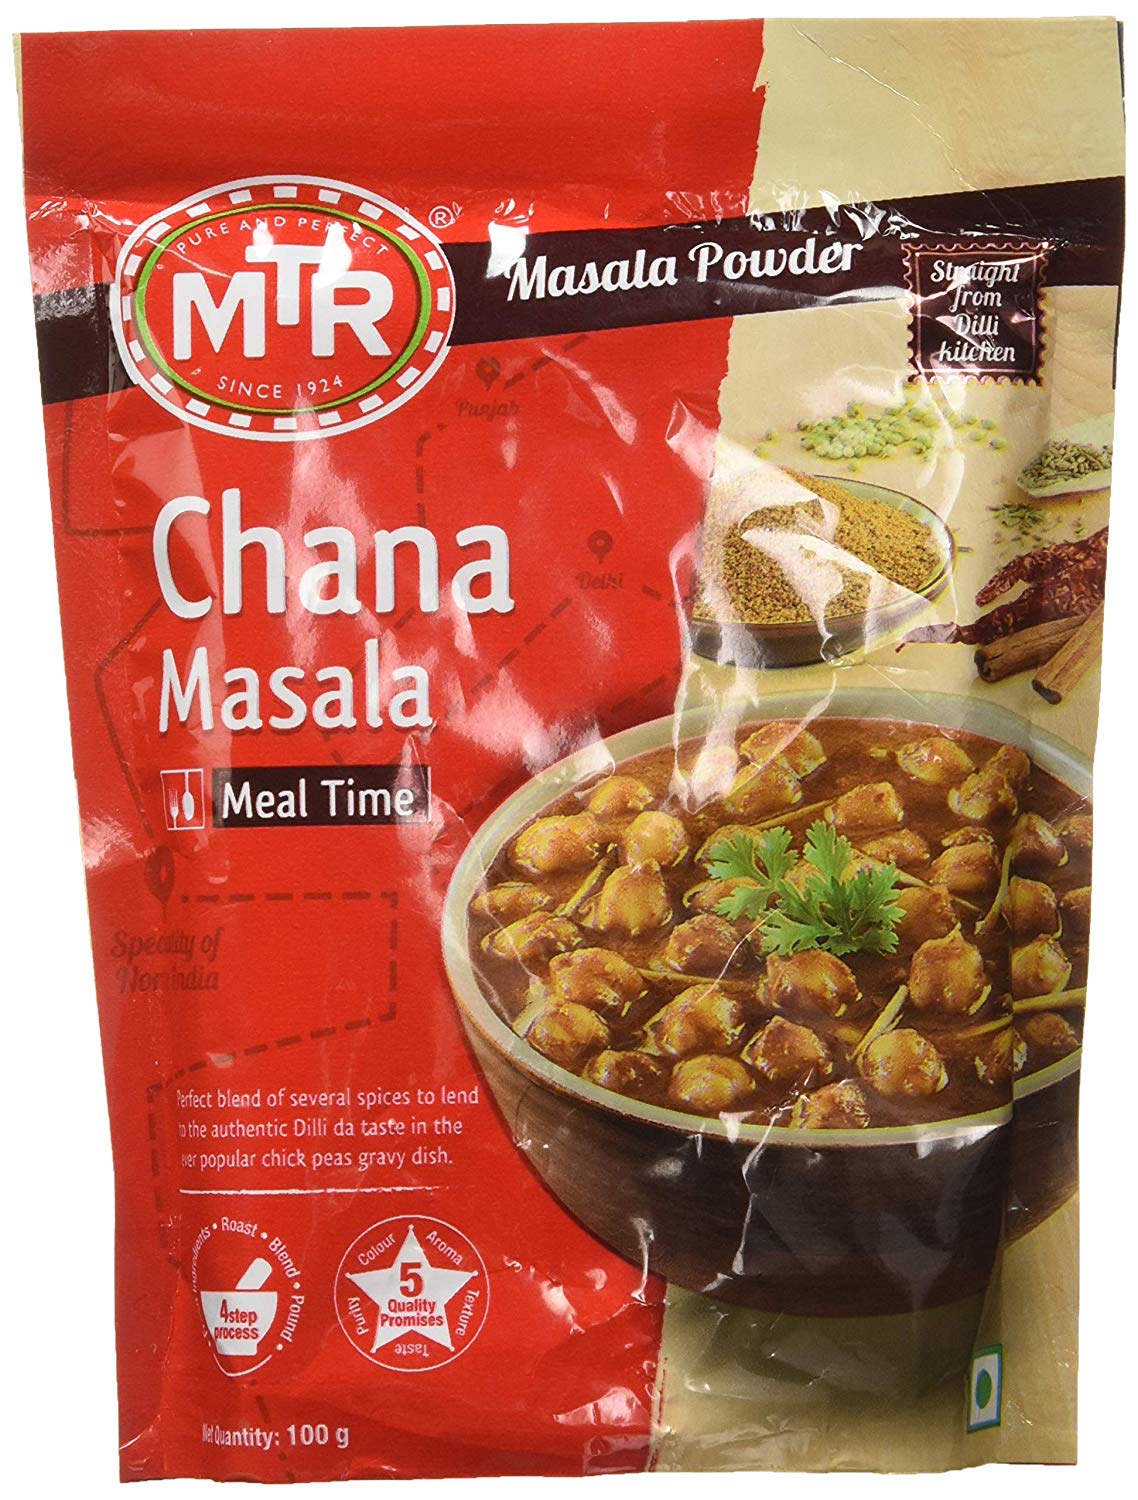 PURE AND PERFECT
MTR
SINCE 1924
®
Masala Powder
Straight
from
Dilli
kitchen
Punjab
Chana
Delhi
Masala
Meal Time
Speciality of
North India
Perfect blend of several spices to lend
to the authentic Dilli da taste in the
ever popular chick peas gravy dish.
Ingredients • Roast • Blend • Pound •
4step
process
Colour Aroma Texture Taste Purity
5
Quality
Promises
Net Quantity: 100 g